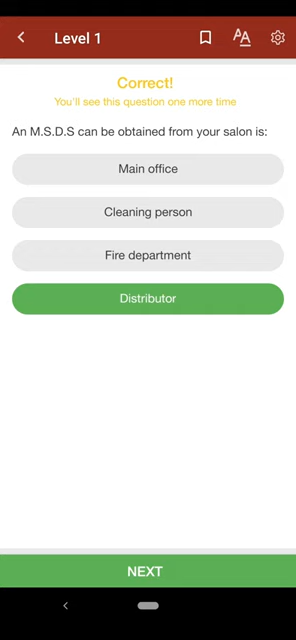 Level 1
AA
Correct!
You'll see this question one more time
An M.S.D.S can be obtained from your salon is:
Main office
Cleaning person
Fire department
Distributor
NEXT